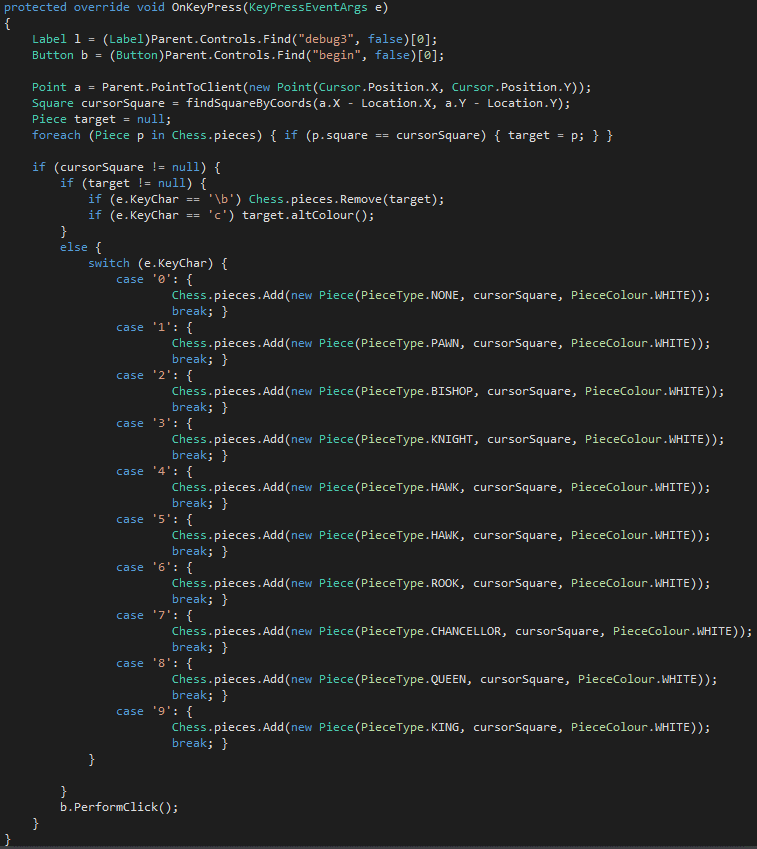 protected override void OnKeyPress(KeyPressEventArgs e)
{
    Label l = (Label)Parent.Controls.Find("debug3", false)[0];
    Button b = (Button)Parent.Controls.Find("begin", false)[0];

    Point a = Parent.PointToClient(new Point(Cursor.Position.X, Cursor.Position.Y));
    Square cursorSquare = findSquareByCoords(a.X - Location.X, a.Y - Location.Y);
    Piece target = null;
    foreach (Piece p in Chess.pieces) { if (p.square == cursorSquare) { target = p; } }

    if (cursorSquare != null) {
        if (target != null) {
            if (e.KeyChar == '\b') Chess.pieces.Remove(target);
            if (e.KeyChar == 'c') target.altColour();
        }
        else {
            switch (e.KeyChar) {
                case '0': {
                        Chess.pieces.Add(new Piece(PieceType.NONE, cursorSquare, PieceColour.WHITE));
                        break; }
                case '1': {
                        Chess.pieces.Add(new Piece(PieceType.PAWN, cursorSquare, PieceColour.WHITE));
                        break; }
                case '2': {
                        Chess.pieces.Add(new Piece(PieceType.BISHOP, cursorSquare, PieceColour.WHITE));
                        break; }
                case '3': {
                        Chess.pieces.Add(new Piece(PieceType.KNIGHT, cursorSquare, PieceColour.WHITE));
                        break; }
                case '4': {
                        Chess.pieces.Add(new Piece(PieceType.HAWK, cursorSquare, PieceColour.WHITE));
                        break; }
                case '5': {
                        Chess.pieces.Add(new Piece(PieceType.HAWK, cursorSquare, PieceColour.WHITE));
                        break; }
                case '6': {
                        Chess.pieces.Add(new Piece(PieceType.ROOK, cursorSquare, PieceColour.WHITE));
                        break; }
                case '7': {
                        Chess.pieces.Add(new Piece(PieceType.CHANCELLOR, cursorSquare, PieceColour.WHITE));
                        break; }
                case '8': {
                        Chess.pieces.Add(new Piece(PieceType.QUEEN, cursorSquare, PieceColour.WHITE));
                        break; }
                case '9': {
                        Chess.pieces.Add(new Piece(PieceType.KING, cursorSquare, PieceColour.WHITE));
                        break; }
            }

        }
        b.PerformClick();
    }
}